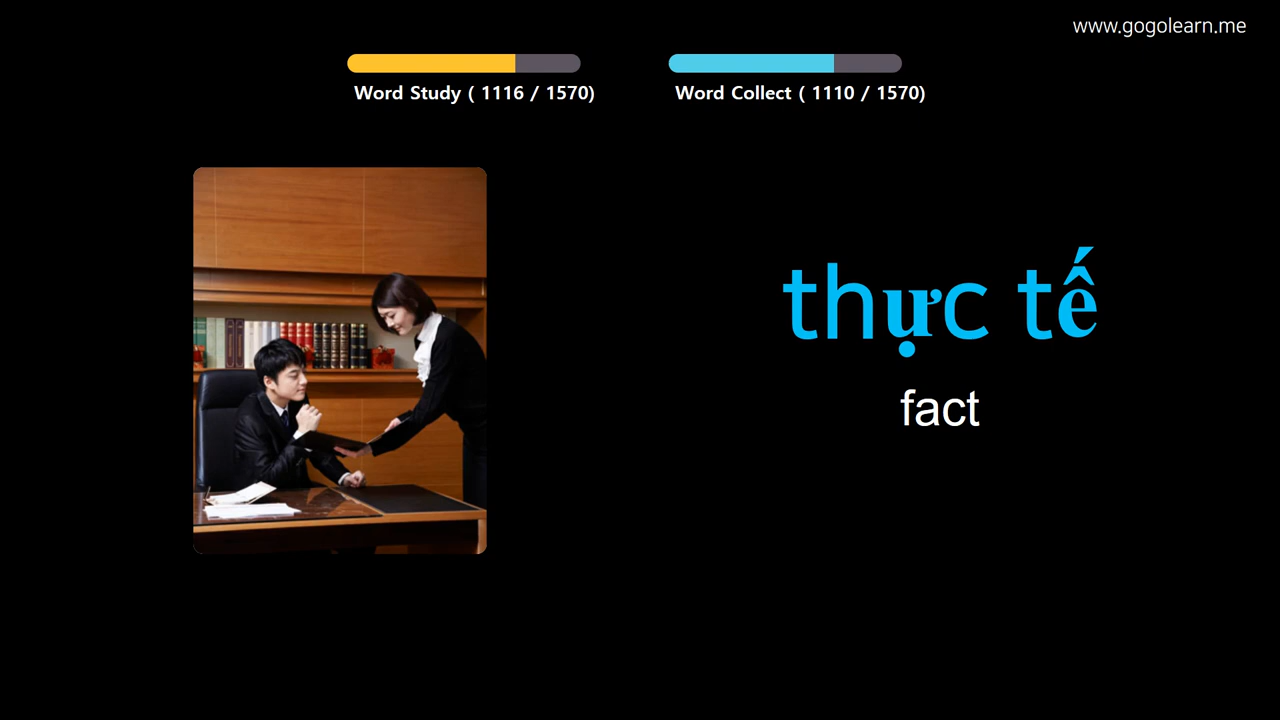 www.gogolearn.me
Word Study ( 1116 / 1570)
Word Collect ( 1110 / 1570)
thực tế
fact